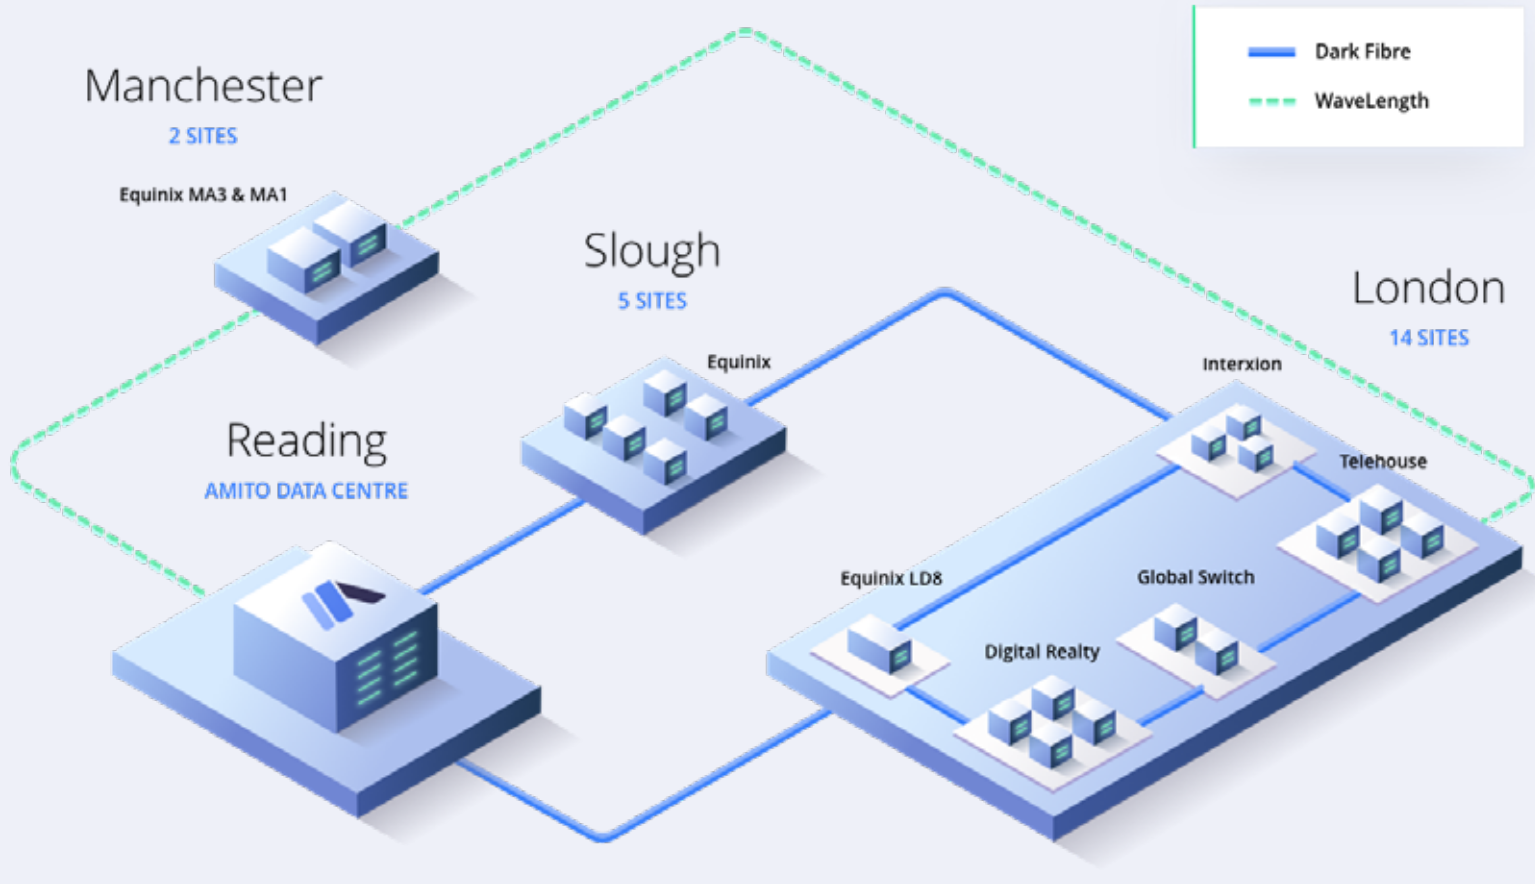 Dark Fibre
WaveLength
Manchester
2 SITES
Equinix MA3 & MA1
Slough
5 SITES
Equinix
London
14 SITES
Interxion
Telehouse
Reading
AMITO DATA CENTRE
Equinix LD8
Global Switch
Digital Realty